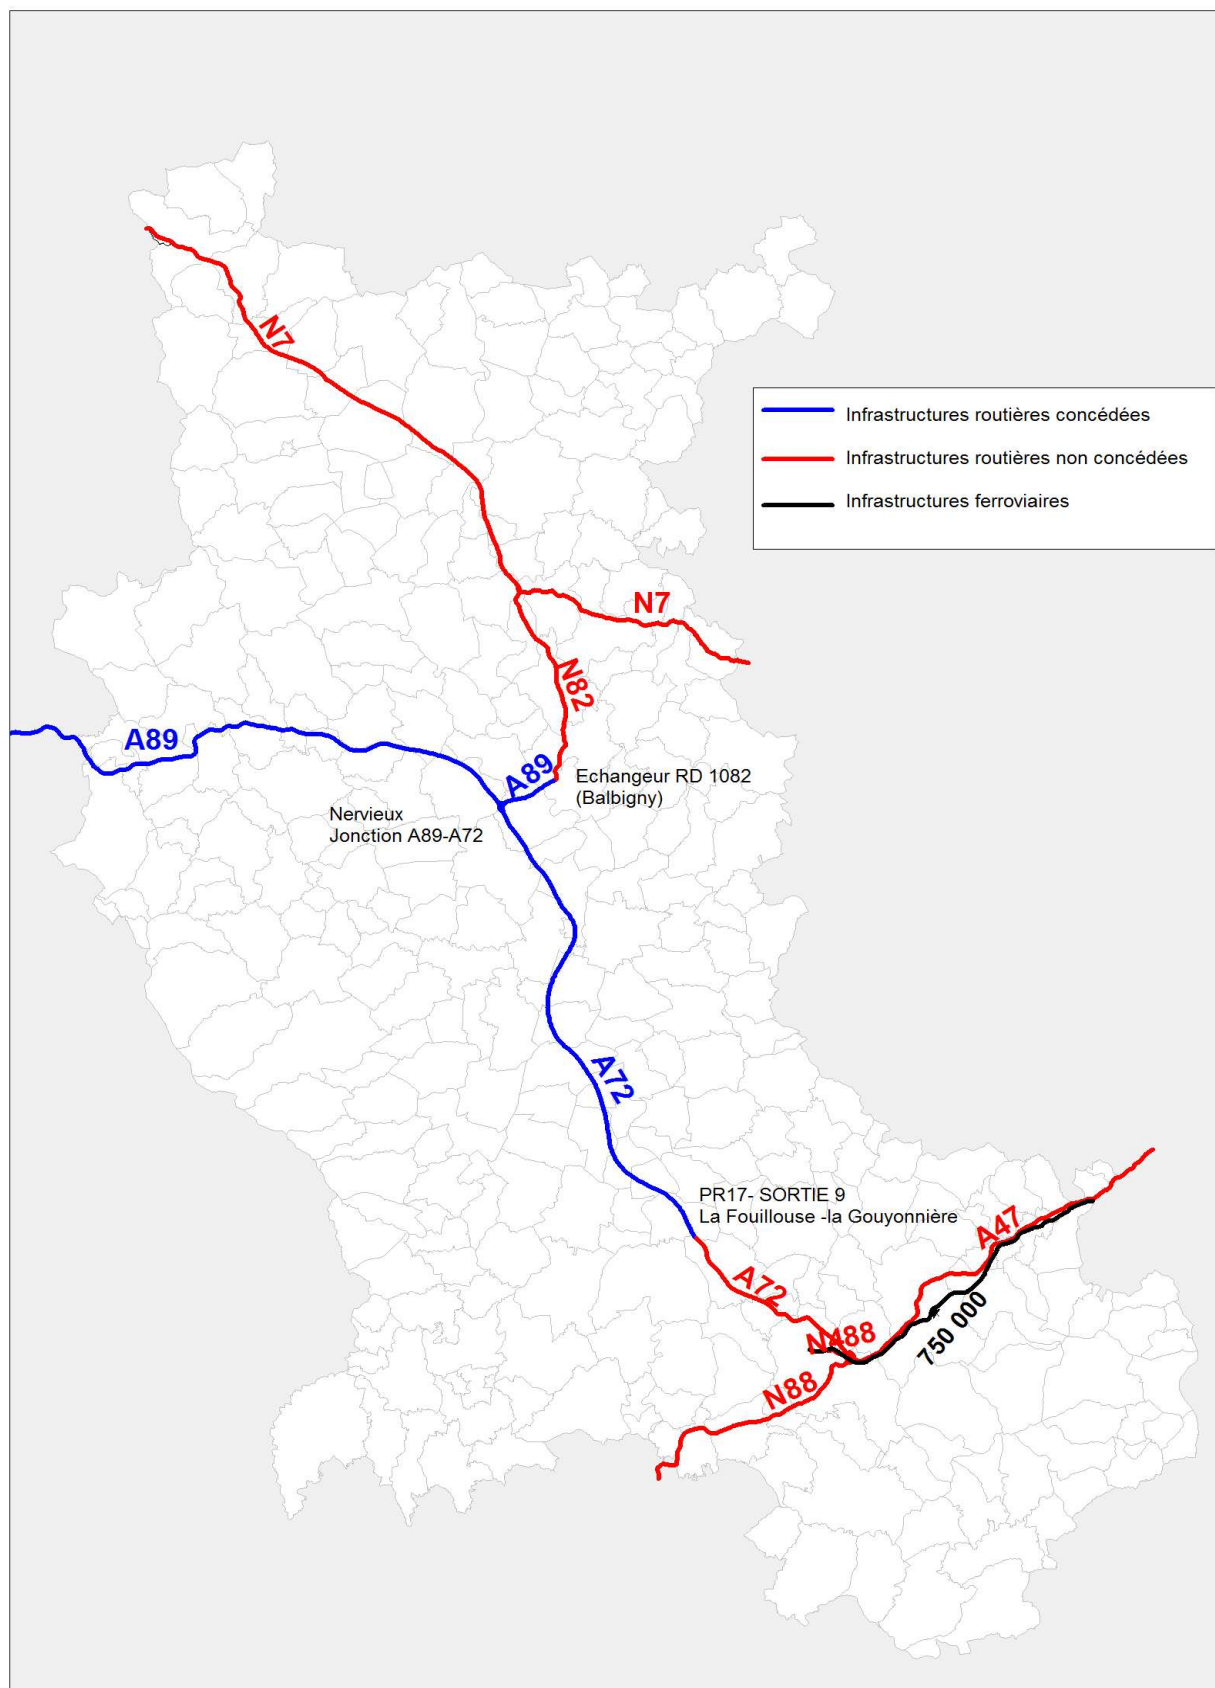 N7
Infrastructures routières concédées
Infrastructures routières non concédées
Infrastructures ferroviaires
N7
N82
A89
A89
Echangeur RD 1082
(Balbigny)
Nervieux
Jonction A89-A72
A72
PR17- SORTIE 9
La Fouillouse -la Gouyonnière
A47
A72
750 000
N488
N88